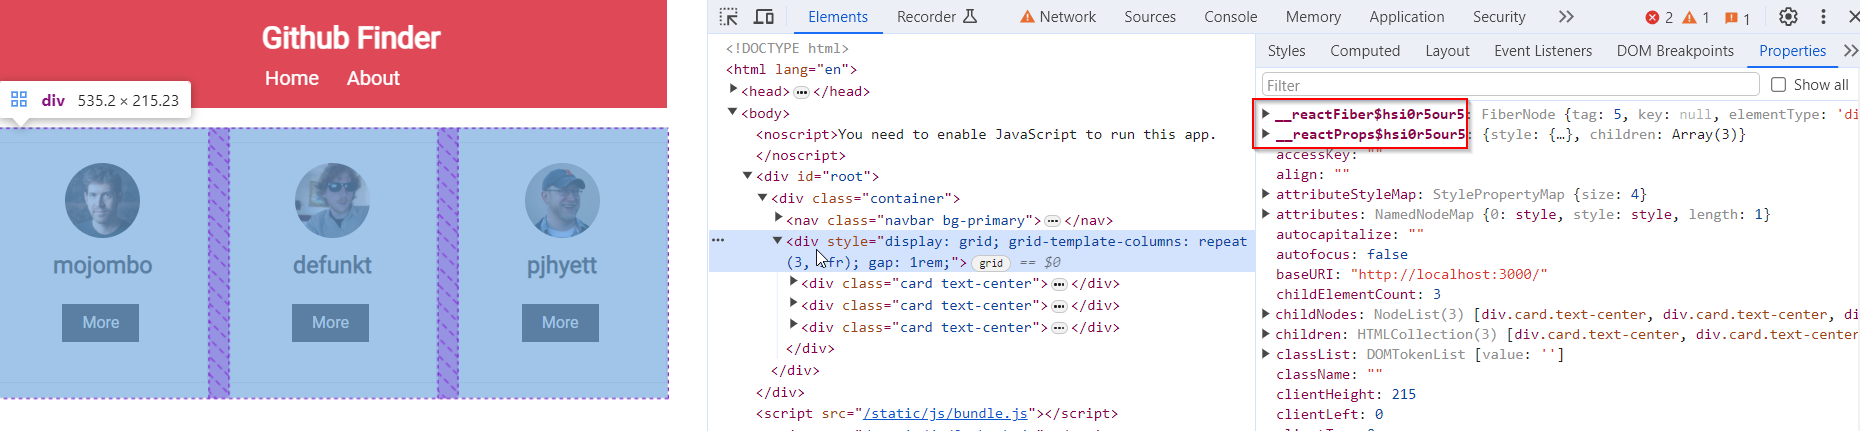 Github Finder
Home About
div 535.2 × 215.23
mojombo defunkt pjhyett
More More More
Elements Recorder Network Sources Console Memory Performance Application Security 2 1 1
<!DOCTYPE html>
<html lang="en">
<head> </head>
<body>
<noscript>You need to enable JavaScript to run this app.
</noscript>
<div id="root">
<div class="container">
<nav class="navbar bg-primary"> </nav>
<div style="display: grid; grid-template-columns: repeat
(3, fr); gap: 1rem;"> grid == $0
<div class="card text-center"> </div>
<div class="card text-center"> </div>
<div class="card text-center"> </div>
</div>
</div>
</div>
<script src="/static/js/bundle.js"></script>
Styles Computed Layout Event Listeners DOM Breakpoints Properties
Filter Show all
__reactFiber$hsi0r5our5: FiberNode {tag: 5, key: null, elementType: 'di
__reactProps$hsi0r5our5: {style: {…}, children: Array(3)}
accessKey: ""
align: ""
attributeStyleMap: StylePropertyMap {size: 4}
attributes: NamedNodeMap {0: style, style: style, length: 1}
autocapitalize: ""
autofocus: false
baseURI: "http://localhost:3000/"
childElementCount: 3
childNodes: NodeList(3) [div.card.text-center, div.card.text-center, di
children: HTMLCollection(3) [div.card.text-center, div.card.text-center
classList: DOMTokenList [value: '']
className: ""
clientHeight: 215
clientLeft: 0